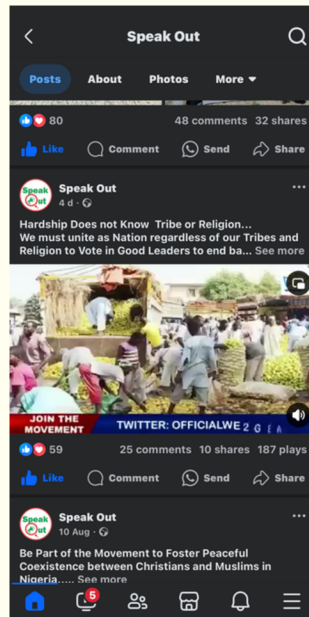 Speak Out
Posts
About
Photos
More
80
48 comments 32 shares
Like
Comment
Send
Share
Speak
Out
Speak Out
4 d
Hardship Does not Know Tribe or Religion...
We must unite as Nation regardless of our Tribes and
Religion to Vote in Good Leaders to end ba... See more
JOIN THE
MOVEMENT
TWITTER: OFFICIALWE 2 G E A
59
25 comments 10 shares 187 plays
Like
Comment
Send
Share
Speak
Out
Speak Out
10 Aug
Be Part of the Movement to Foster Peaceful
Coexistence between Christians and Muslims in
Nigeria..... See more
5